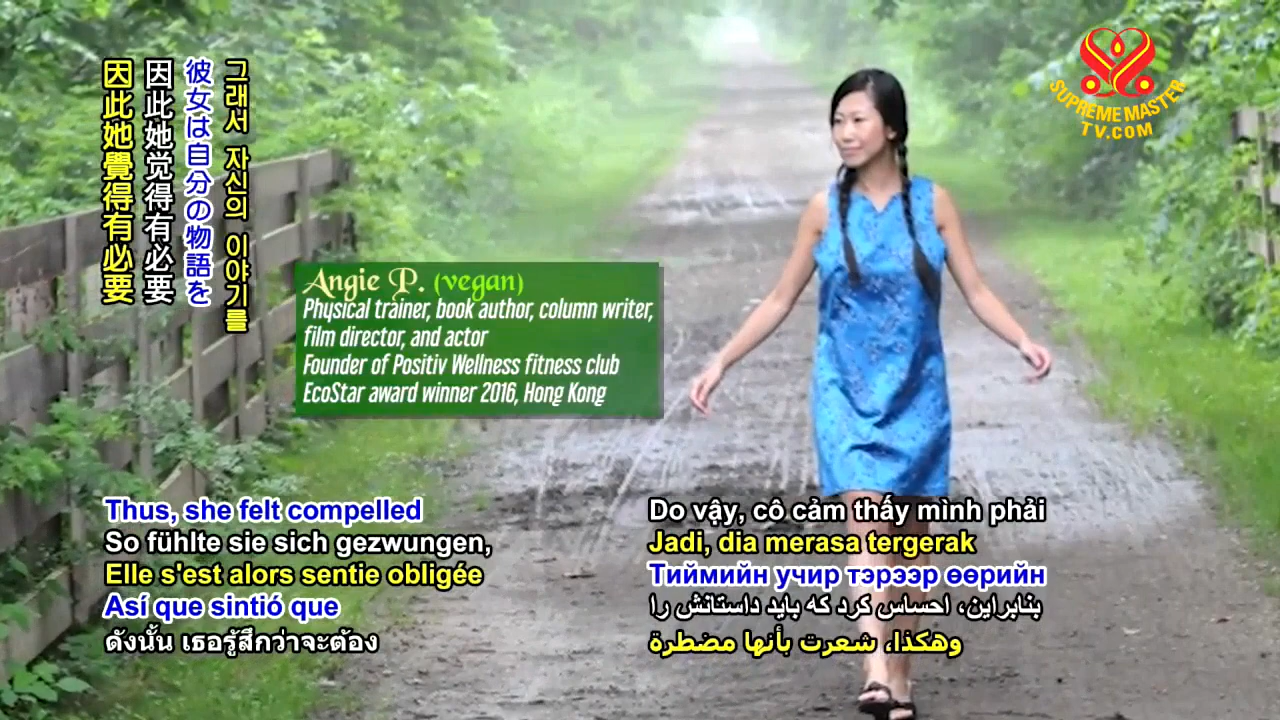 SUPREME MASTER
TV.COM
因此她覺得有必要
因此她觉得有必要
彼女は自分の物語を
그래서 자신의 이야기를
Angie P. (vegan)
Physical trainer, book author, column writer,
film director, and actor
Founder of Positiv Wellness fitness club
EcoStar award winner 2016, Hong Kong
Thus, she felt compelled
So fühlte sie sich gezwungen,
Elle s'est alors sentie obligée
Así que sintió que
ดังนั้น เธอรู้สึกว่าจะต้อง
Do vậy, cô cảm thấy mình phải
Jadi, dia merasa tergerak
Тиймийн учир тэрээр өөрийн
بنابراین، احساس کرد که باید داستانش را
وهكذا، شعرت بأنها مضطرة